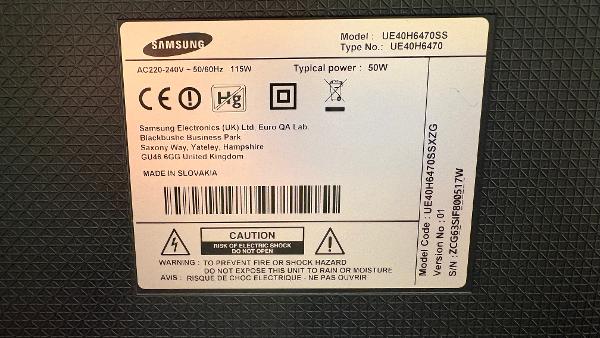 SAMSUNG
Model : UE40H6470SS
Type No.: UE40H6470
AC220-240V ~ 50/60Hz 115W
Typical power : 50W
CE Hg
Samsung Electronics (UK) Ltd, Euro QA Lab.
Blackbushe Business Park
Saxony Way, Yateley, Hampshire
GU46 6GG United Kingdom
MADE IN SLOVAKIA
CAUTION
RISK OF ELECTRIC SHOCK
DO NOT OPEN
WARNING : TO PREVENT FIRE OR SHOCK HAZARD
DO NOT EXPOSE THIS UNIT TO RAIN OR MOISTURE
AVIS : RISQUE DE CHOC ELECTRIQUE - NE PAS OUVRIR
Model Code : UE40H6470SSXZG
Version No : 01
S/N : ZCG63SIF800517W